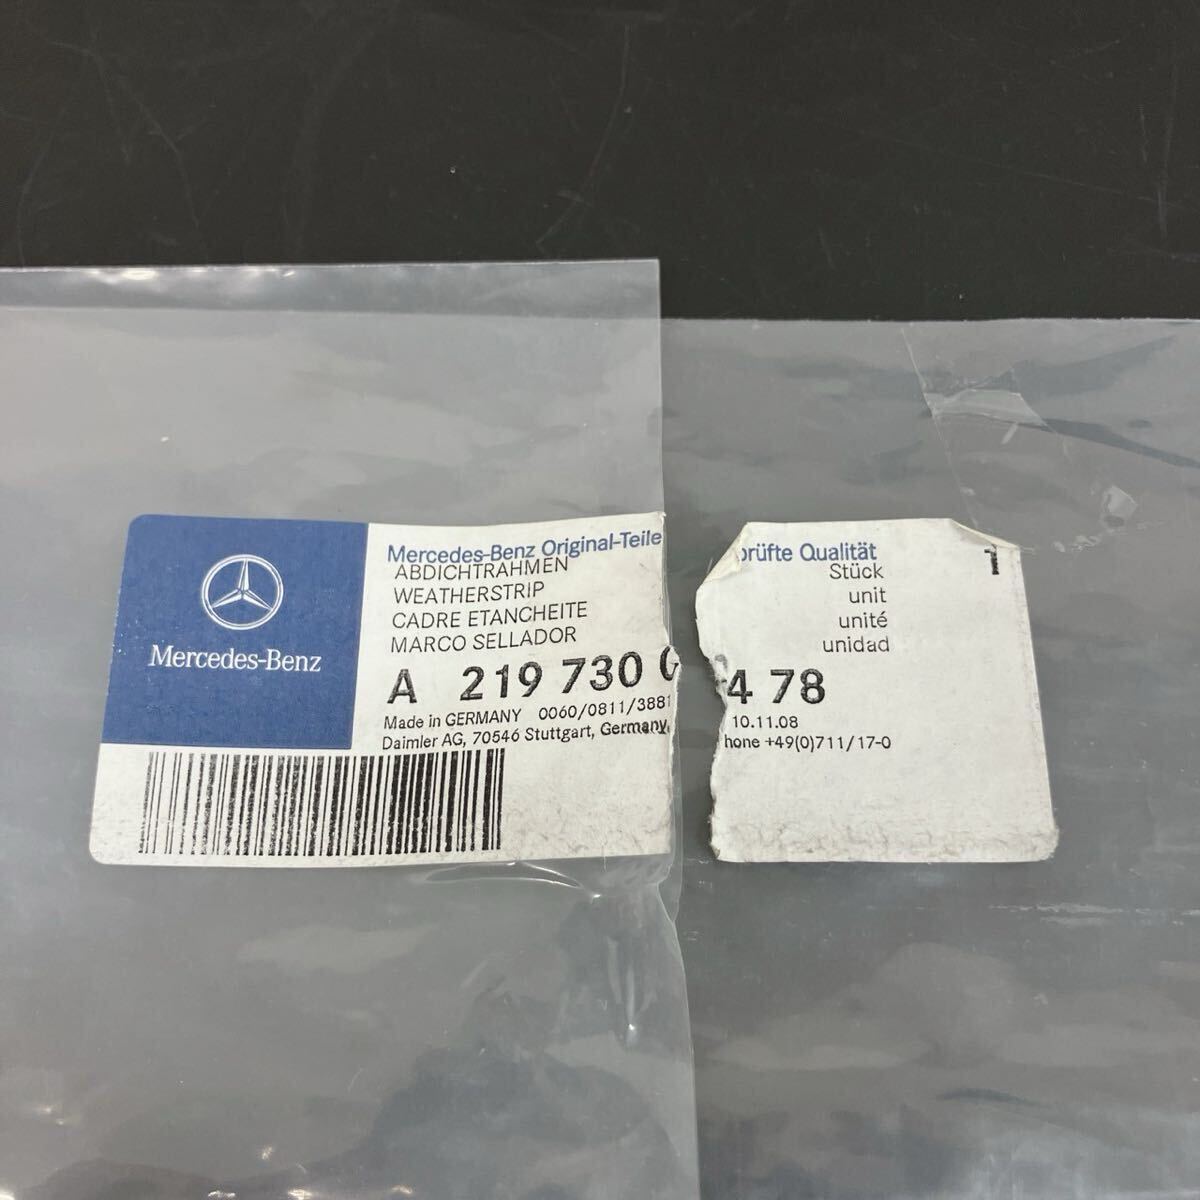 Mercedes-Benz
Mercedes-Benz Original-Teile
ABDICHTRAHMEN
WEATHERSTRIP
CADRE ETANCHEITE
MARCO SELLADOR
A 219 730 0
Made in GERMANY 0060/0811/3881
Daimler AG, 70546 Stuttgart, Germany,
prüfte Qualität 1
Stück
unit
unité
unidad
4 78
10.11.08
hone +49(0)711/17-0